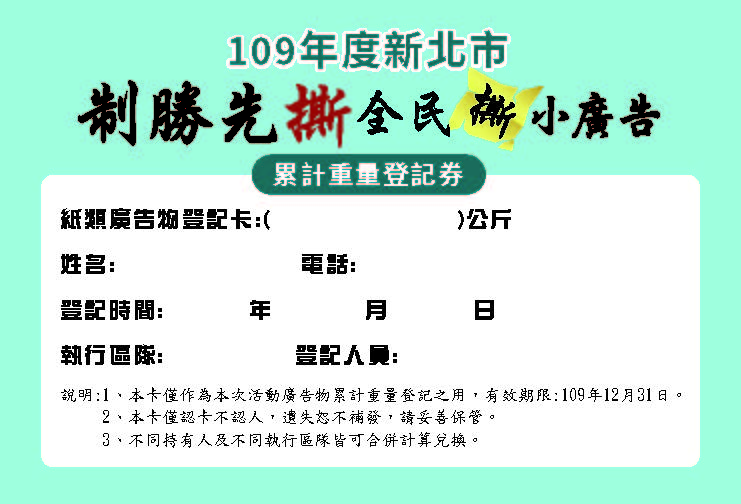 109年度新北市
制勝先撕全民撕小廣告
累計重量登記券
紙類廣告物登記卡:(　　　　)公斤
姓名:　　　　電話:
登記時間:　　　年　　　月　　　日
執行區隊:　　　　登記人員:
說明:1、本卡僅作為本次活動廣告物累計重量登記之用，有效期限:109年12月31日。
2、本卡僅認卡不認人，遺失恕不補發，請妥善保管。
3、不同持有人及不同執行區隊皆可合併計算兌換。